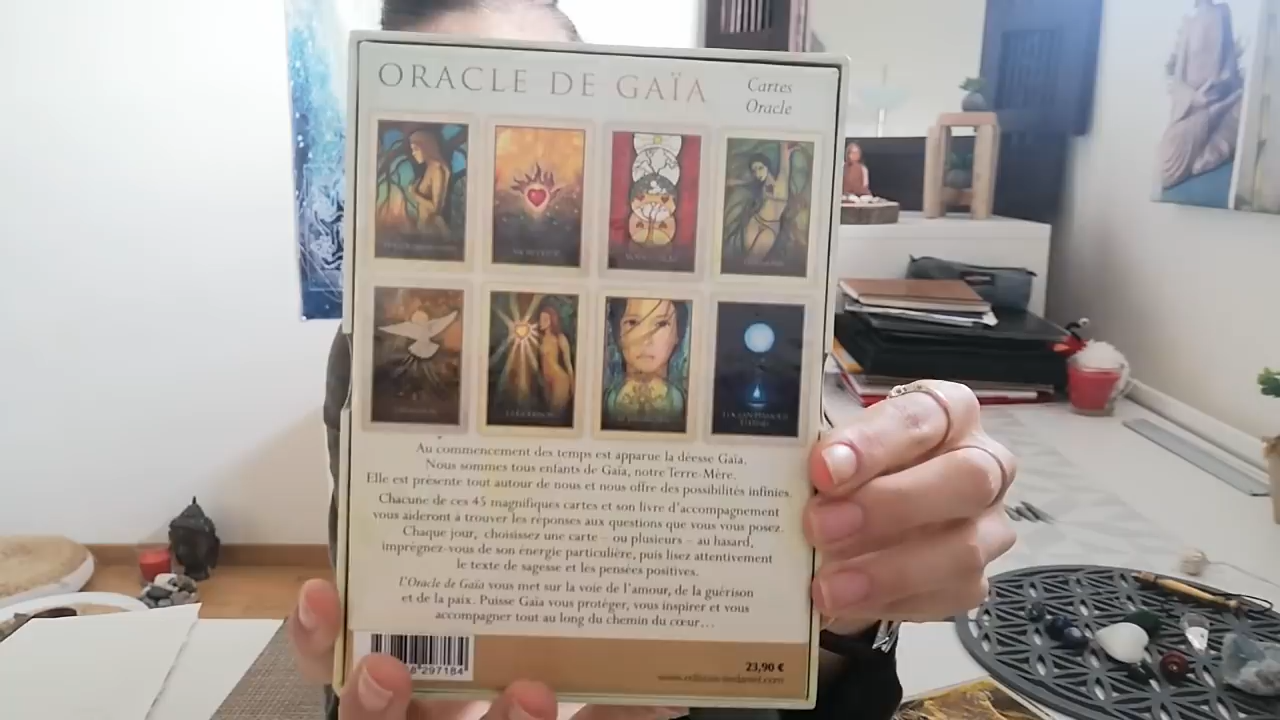 ORACLE DE GAÏA
Cartes
Oracle
Au commencement des temps est apparue la déesse Gaïa.
Nous sommes tous enfants de Gaïa, notre Terre-Mère.
Elle est présente tout autour de nous et nous offre des possibilités infinies.
Chacune de ces 45 magnifiques cartes et son livre d'accompagnement
vous aideront à trouver les réponses aux questions que vous vous posez.
Chaque jour, choisissez une carte – ou plusieurs – au hasard,
imprégnez-vous de son énergie particulière, puis lisez attentivement
le texte de sagesse et les pensées positives.
L'Oracle de Gaïa vous met sur la voie de l'amour, de la guérison
et de la paix. Puisse Gaïa vous protéger, vous inspirer et vous
accompagner tout au long du chemin du cœur…
8"297184
23,90 €